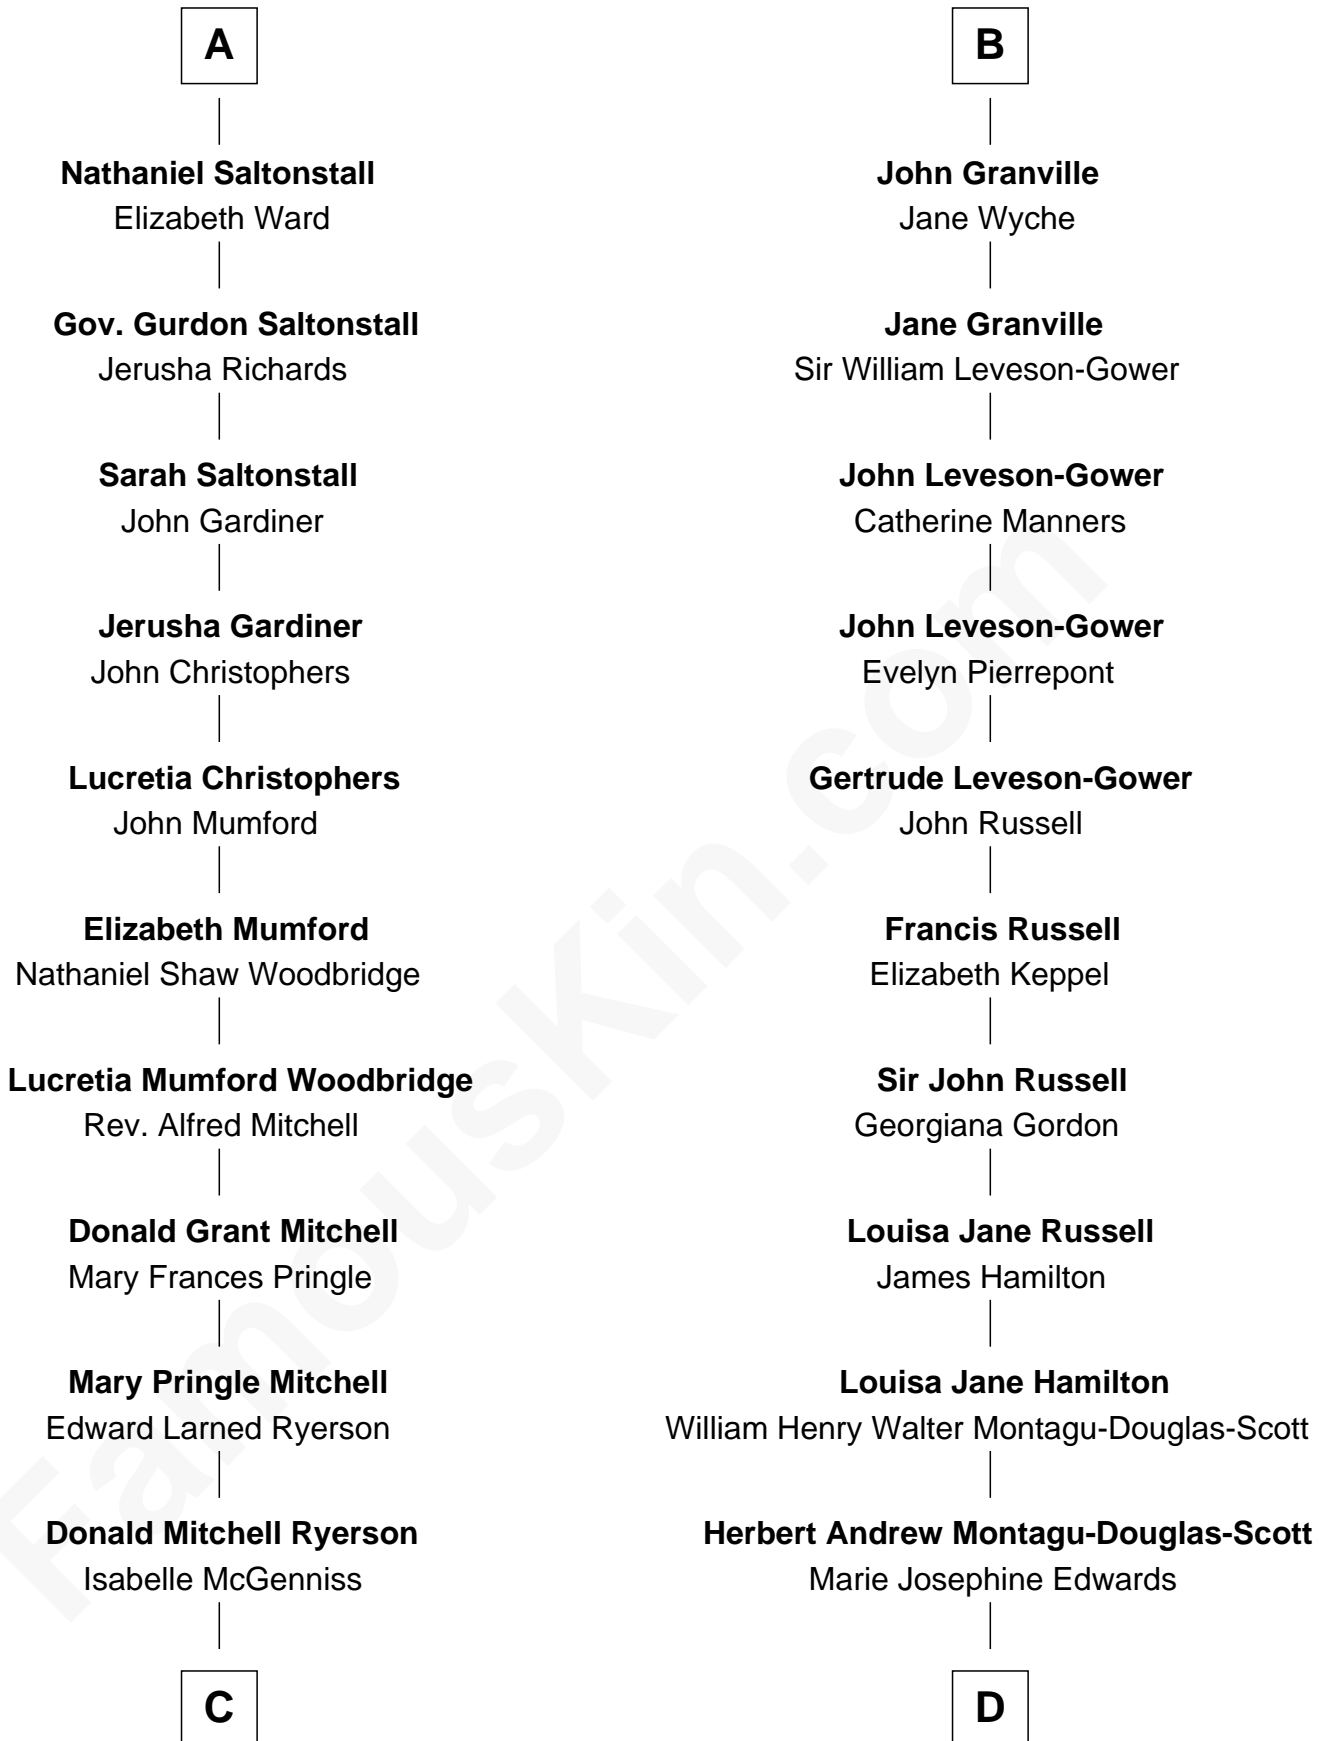 A
Nathaniel Saltonstall
Elizabeth Ward
Gov. Gurdon Saltonstall
Jerusha Richards
Sarah Saltonstall
John Gardiner
Jerusha Gardiner
John Christophers
Lucretia Christophers
John Mumford
Elizabeth Mumford
Nathaniel Shaw Woodbridge
Lucretia Mumford Woodbridge
Rev. Alfred Mitchell
Donald Grant Mitchell
Mary Frances Pringle
Mary Pringle Mitchell
Edward Larned Ryerson
Donald Mitchell Ryerson
Isabelle McGenniss
C
B
John Granville
Jane Wyche
Jane Granville
Sir William Leveson-Gower
John Leveson-Gower
Catherine Manners
John Leveson-Gower
Evelyn Pierrepont
Gertrude Leveson-Gower
John Russell
Francis Russell
Elizabeth Keppel
Sir John Russell
Georgiana Gordon
Louisa Jane Russell
James Hamilton
Louisa Jane Hamilton
William Henry Walter Montagu-Douglas-Scott
Herbert Andrew Montagu-Douglas-Scott
Marie Josephine Edwards
D
FamousKin.com